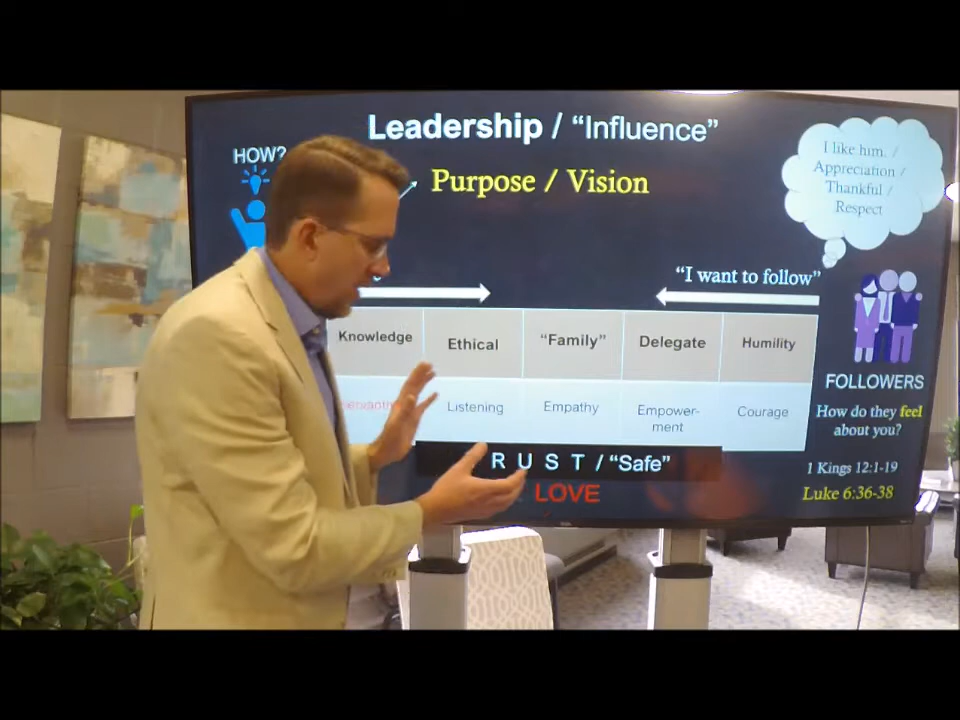 Leadership / “Influence”
HOW?
Purpose / Vision
I like him. /
Appreciation /
Thankful /
Respect
“I want to follow”
Knowledge
Ethical
“Family”
Delegate
Humility
Listening
Empathy
Empower-
ment
Courage
FOLLOWERS
How do they feel
about you?
R U S T / “Safe”
LOVE
1 Kings 12:1-19
Luke 6:36-38